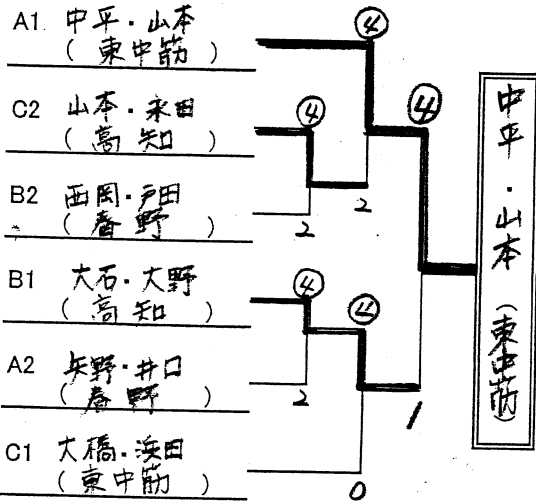 A1 中平・山本
(東中筋)
④
C2 山本・永田
(高知)
④
④
B2 西岡・戸田
(春野)
2
2
B1 大石・大野
(高知)
④
④
A2 矢野・井口
(春野)
2
1
C1 大橋・浜田
(東中筋)
0
中平・山本(東中筋)